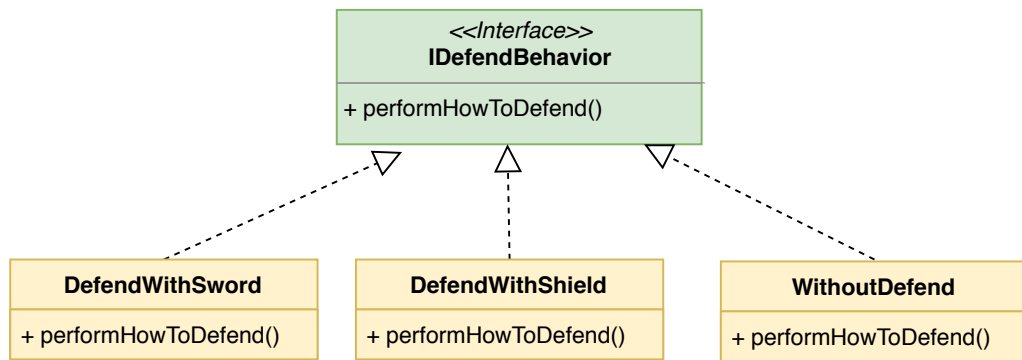 <<Interface>>
IDefendBehavior
+ performHowToDefend()
DefendWithSword
+ performHowToDefend()
DefendWithShield
+ performHowToDefend()
WithoutDefend
+ performHowToDefend()